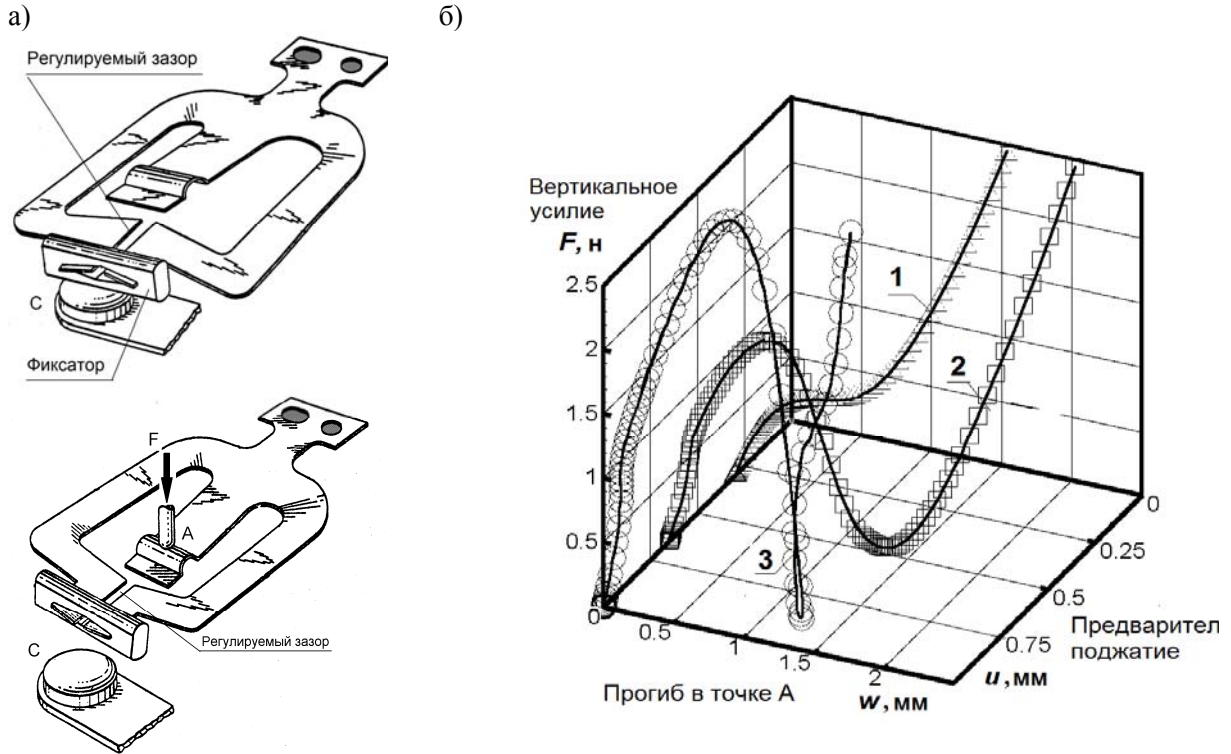 а)
Регулируемый зазор
С
Фиксатор
F
A
Регулируемый зазор
С
б)
Вертикальное
усилие
F, н
2.5
2
1.5
1
0.5
0
1
2
3
0
0.25
0.5
0.75
Предварител
поджатие
u, мм
0.5
1
1.5
2
Прогиб в точке А
w, мм